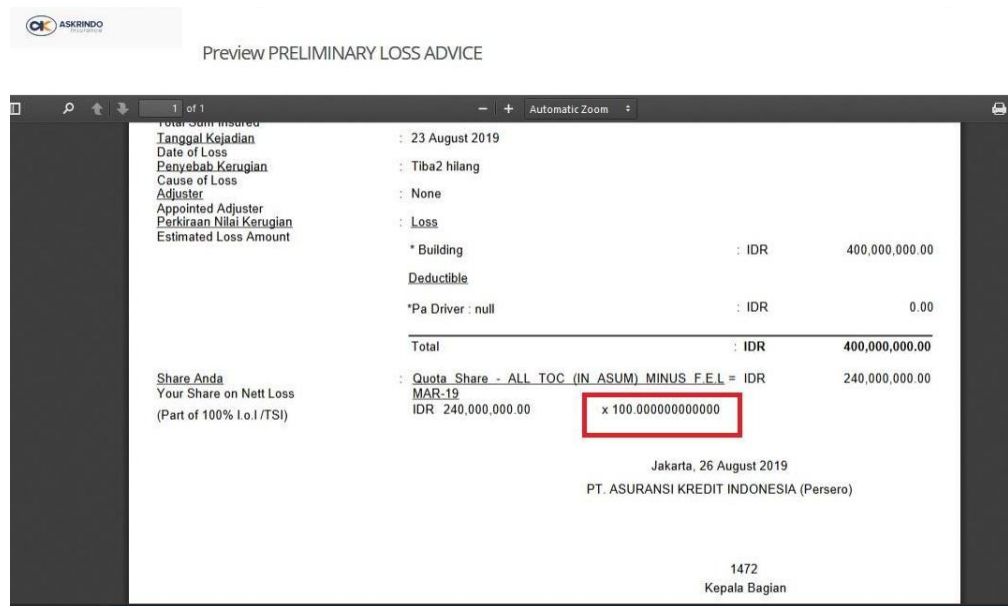 ASKRINDO
Insurance
Preview PRELIMINARY LOSS ADVICE
1 of 1
Automatic Zoom
Total Sum Insured
Tanggal Kejadian : 23 August 2019
Date of Loss
Penyebab Kerugian : Tiba2 hilang
Cause of Loss
Adjuster : None
Appointed Adjuster
Perkiraan Nilai Kerugian : Loss
Estimated Loss Amount
* Building : IDR 400,000,000.00
Deductible
*Pa Driver : null : IDR 0.00
Total : IDR 400,000,000.00
Share Anda : Quota Share - ALL TOC (IN ASUM) MINUS F.E.L = IDR 240,000,000.00
Your Share on Nett Loss MAR-19
(Part of 100% I.o.I /TSI) IDR 240,000,000.00 x 100.000000000000
Jakarta, 26 August 2019
PT. ASURANSI KREDIT INDONESIA (Persero)
1472
Kepala Bagian